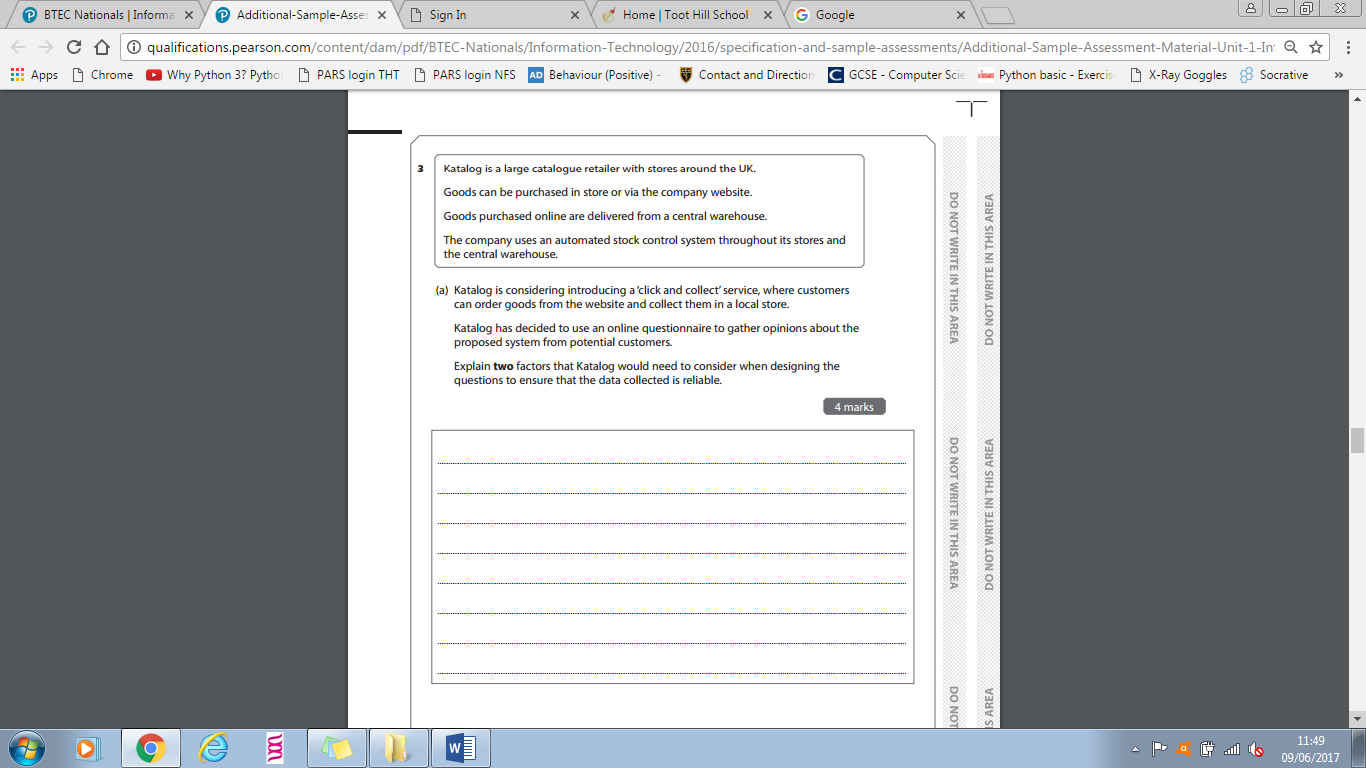 BTEC Nationals | Informa
Additional-Sample-Asses
Sign In
Home | Toot Hill School
Google
qualifications.pearson.com/content/dam/pdf/BTEC-Nationals/Information-Technology/2016/specification-and-sample-assessments/Additional-Sample-Assessment-Material-Unit-1-Inf
Apps
Chrome
Why Python 3? Pytho
PARS login THT
PARS login NFS
AD Behaviour (Positive) -
Contact and Direction
GCSE - Computer Scie
Python basic - Exercis
X-Ray Goggles
Socrative
»
3
Katalog is a large catalogue retailer with stores around the UK.
Goods can be purchased in store or via the company website.
Goods purchased online are delivered from a central warehouse.
The company uses an automated stock control system throughout its stores and
the central warehouse.
(a) Katalog is considering introducing a ‘click and collect’ service, where customers
can order goods from the website and collect them in a local store.
Katalog has decided to use an online questionnaire to gather opinions about the
proposed system from potential customers.
Explain two factors that Katalog would need to consider when designing the
questions to ensure that the data collected is reliable.
4 marks
DO NOT WRITE IN THIS AREA
DO NOT WRITE IN THIS AREA
DO NOT WRITE IN THIS AREA
DO NOT WRITE IN THIS AREA
DO NOT
IS AREA
11:49
09/06/2017